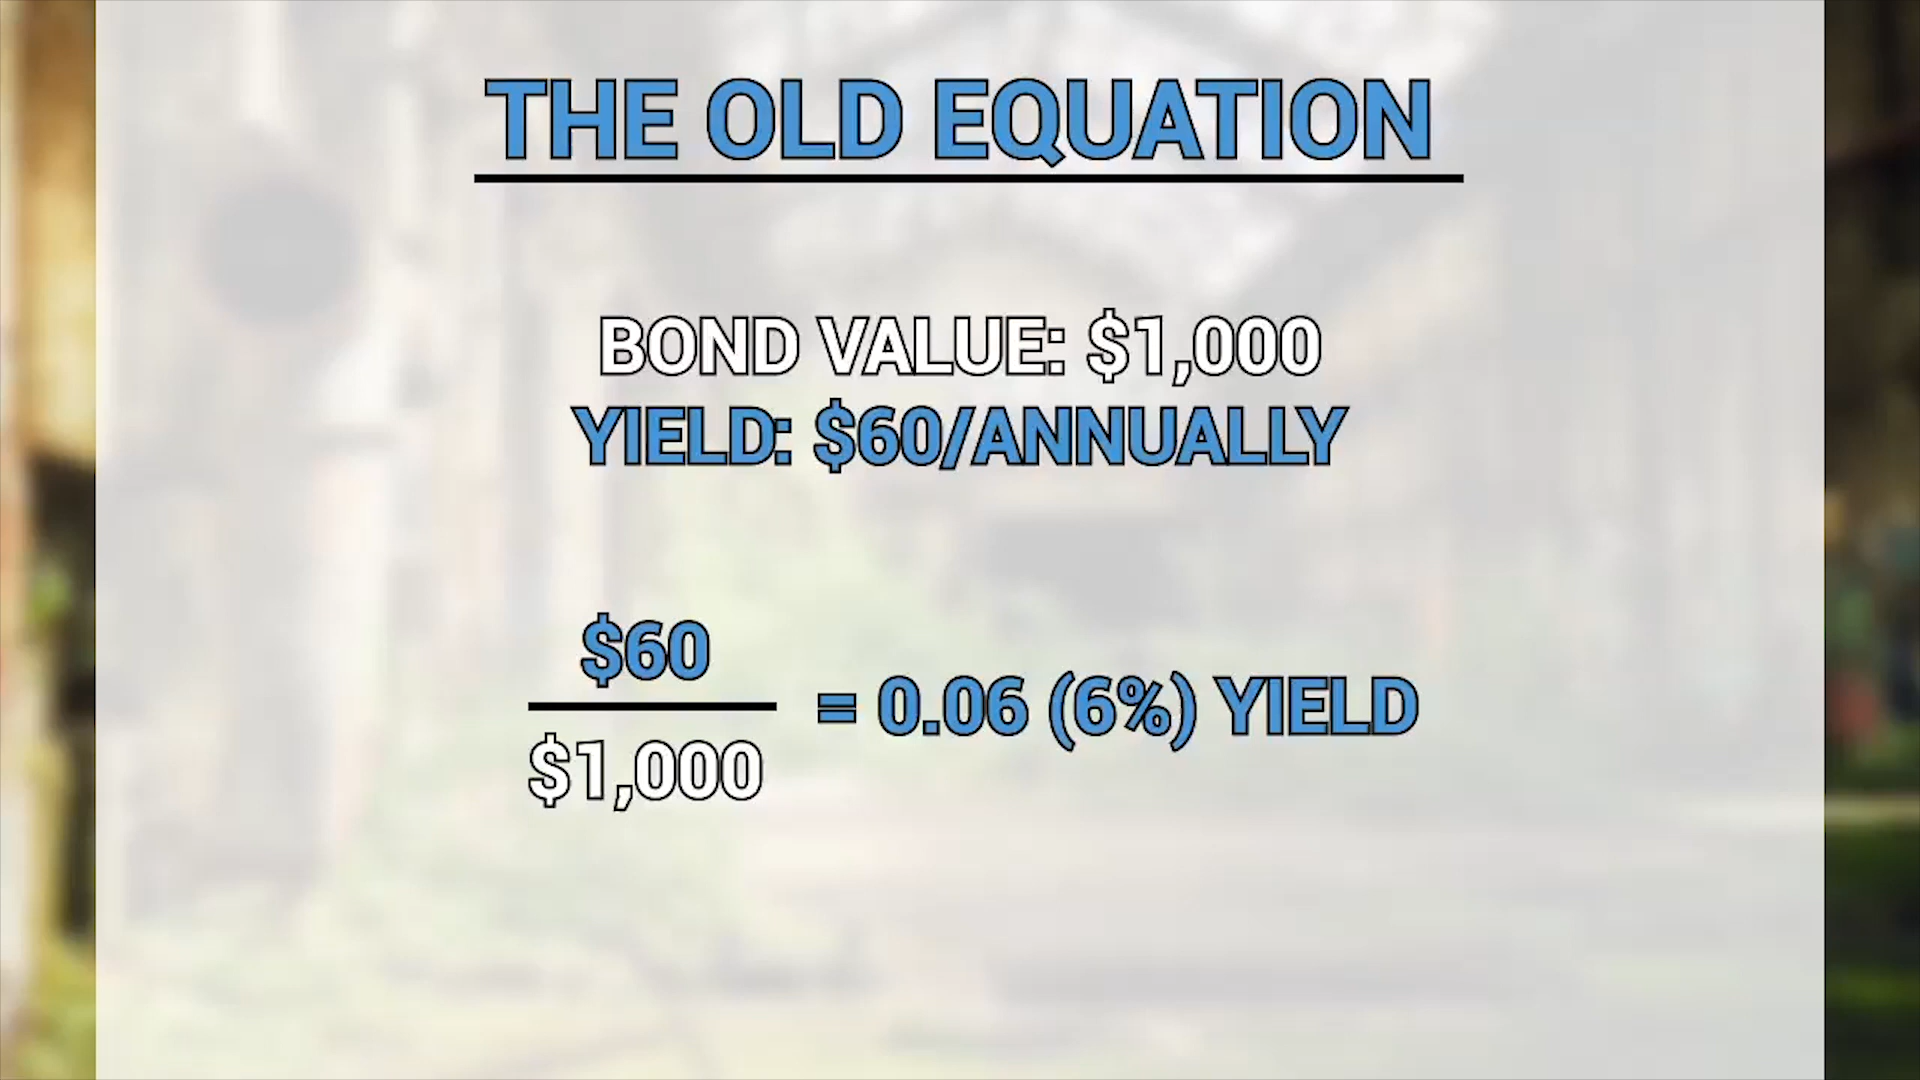 THE OLD EQUATION
BOND VALUE: $1,000
YIELD: $60/ANNUALLY
$60
$1,000
= 0.06 (6%) YIELD